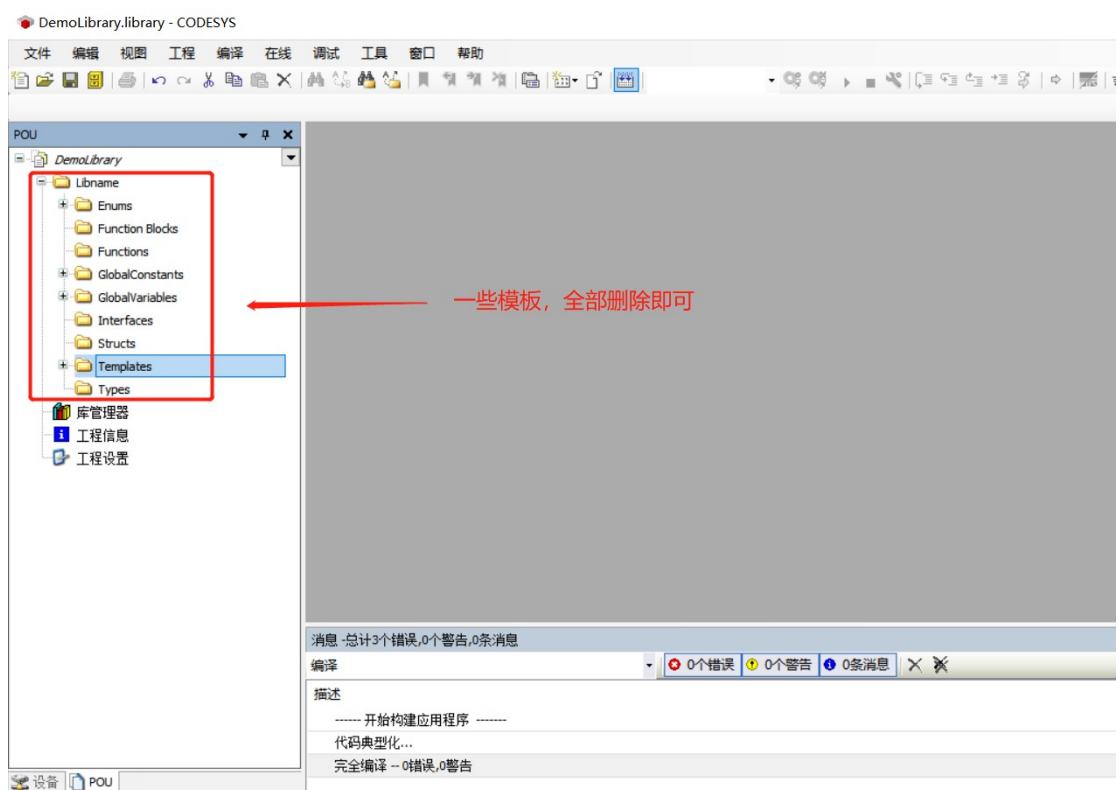 DemoLibrary.library - CODESYS
文件 编辑 视图 工程 编译 在线 调试 工具 窗口 帮助
POU
DemoLibrary
Libname
Enums
Function Blocks
Functions
GlobalConstants
GlobalVariables
一些模板，全部删除即可
Interfaces
Structs
Templates
Types
库管理器
工程信息
工程设置
消息 -总计3个错误,0个警告,0条消息
编译 0个错误 0个警告 0条消息
描述
------ 开始构建应用程序 -------
代码典型化...
完全编译 -- 0错误,0警告
设备 POU